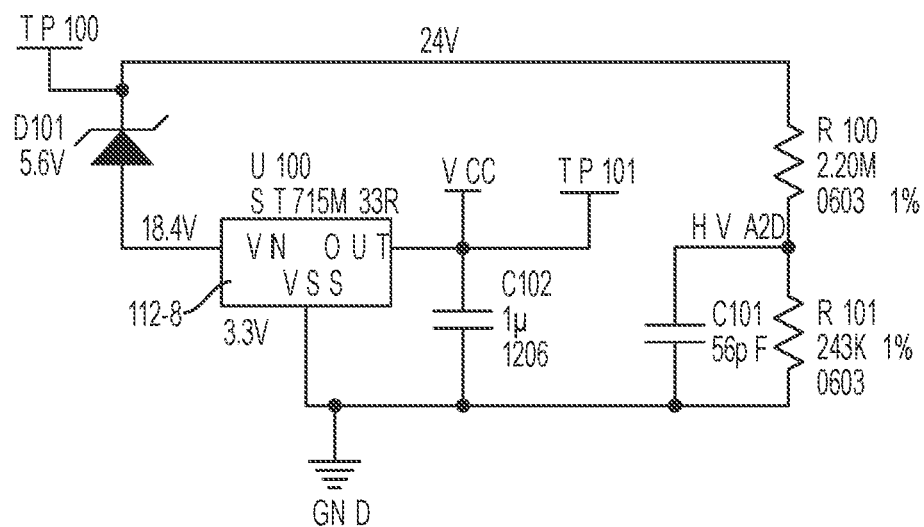 T P 100
24V
D101
5.6V
U 100
S T 715M 33R
V CC
T P 101
R 100
2.20M
0603 1%
18.4V
V N O U T
V S S
H V A2D
112-8
3.3V
C102
1µ
1206
C101
56p F
R 101
243K 1%
0603
GN D